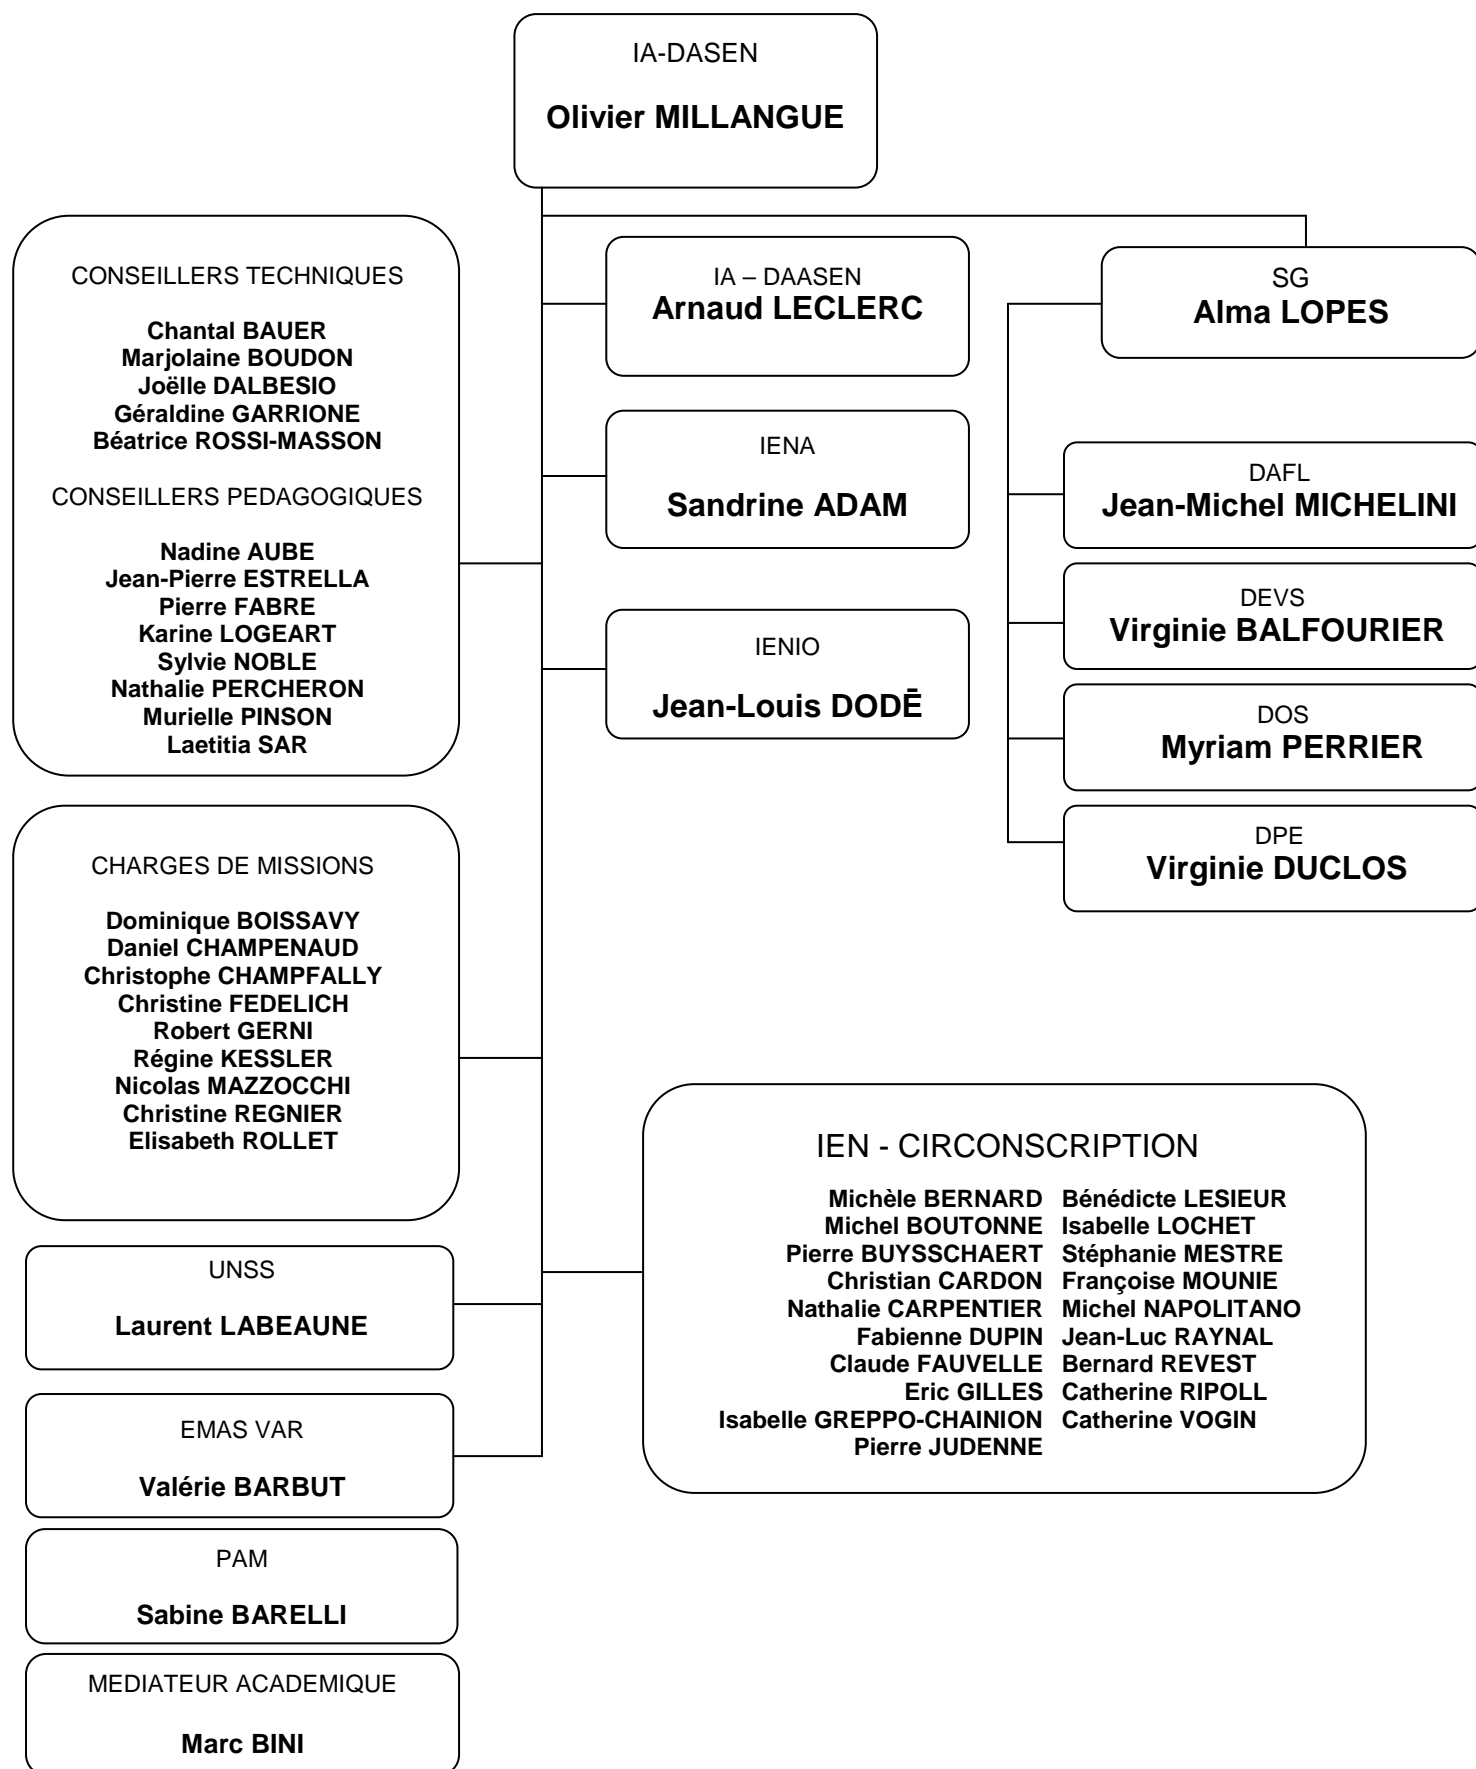 IA-DASEN
Olivier MILLANGUE
CONSEILLERS TECHNIQUES
Chantal BAUER
Marjolaine BOUDON
Joëlle DALBESIO
Géraldine GARRIONE
Béatrice ROSSI-MASSON
CONSEILLERS PEDAGOGIQUES
Nadine AUBE
Jean-Pierre ESTRELLA
Pierre FABRE
Karine LOGEART
Sylvie NOBLE
Nathalie PERCHERON
Murielle PINSON
Laetitia SAR
IA – DAASEN
Arnaud LECLERC
IENA
Sandrine ADAM
IENIO
Jean-Louis DODĒ
SG
Alma LOPES
DAFL
Jean-Michel MICHELINI
DEVS
Virginie BALFOURIER
DOS
Myriam PERRIER
DPE
Virginie DUCLOS
CHARGES DE MISSIONS
Dominique BOISSAVY
Daniel CHAMPENAUD
Christophe CHAMPFALLY
Christine FEDELICH
Robert GERNI
Régine KESSLER
Nicolas MAZZOCCHI
Christine REGNIER
Elisabeth ROLLET
IEN - CIRCONSCRIPTION
Michèle BERNARD
Michel BOUTONNE
Pierre BUYSSCHAERT
Christian CARDON
Nathalie CARPENTIER
Fabienne DUPIN
Claude FAUVELLE
Eric GILLES
Isabelle GREPPO-CHAINION
Pierre JUDENNE
Bénédicte LESIEUR
Isabelle LOCHET
Stéphanie MESTRE
Françoise MOUNIE
Michel NAPOLITANO
Jean-Luc RAYNAL
Bernard REVEST
Catherine RIPOLL
Catherine VOGIN
UNSS
Laurent LABEAUNE
EMAS VAR
Valérie BARBUT
PAM
Sabine BARELLI
MEDIATEUR ACADEMIQUE
Marc BINI